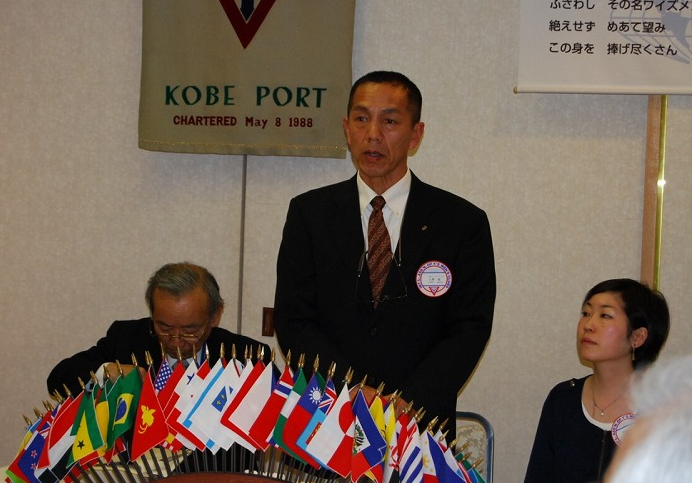 KOBE PORT
CHARTERED May 8 1988
ふさわし その名ワイズメ
絶えせず めあて望み
この身を 捧げ尽くさん